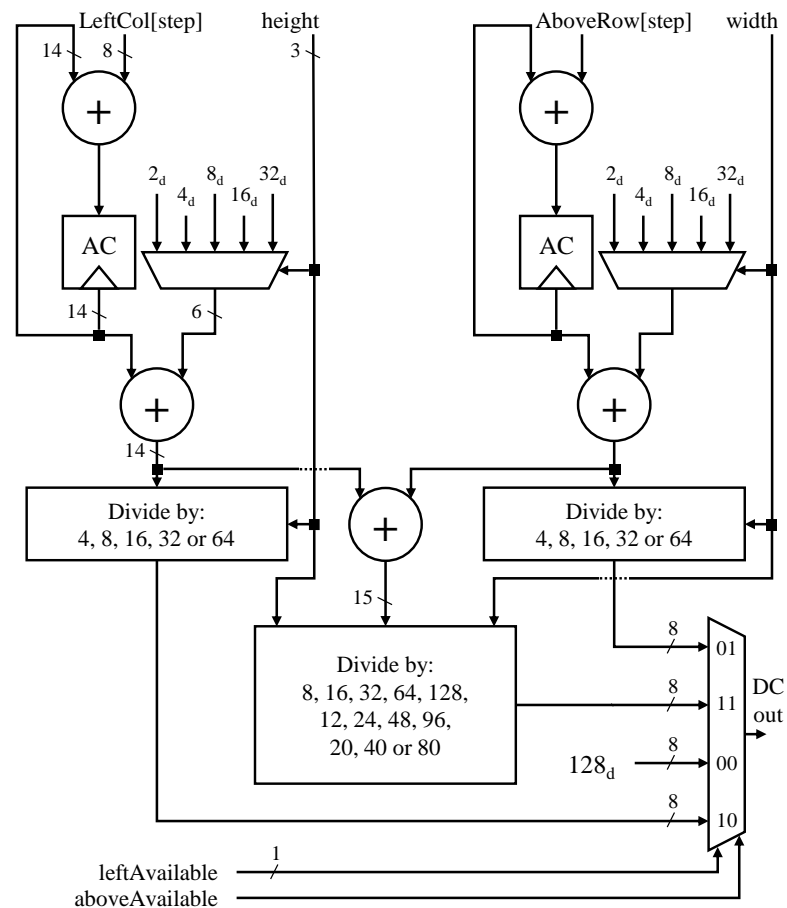 LeftCol[step] height AboveRow[step] width
14 8 3
+ +
2d 4d 8d 16d 32d 2d 4d 8d 16d 32d
AC AC
14 6
+ +
14
Divide by:
4, 8, 16, 32 or 64
+
Divide by:
4, 8, 16, 32 or 64
15
Divide by:
8, 16, 32, 64, 128,
12, 24, 48, 96,
20, 40 or 80
8 01
8 11
DC
out
128d 8 00
8 10
leftAvailable 1
aboveAvailable